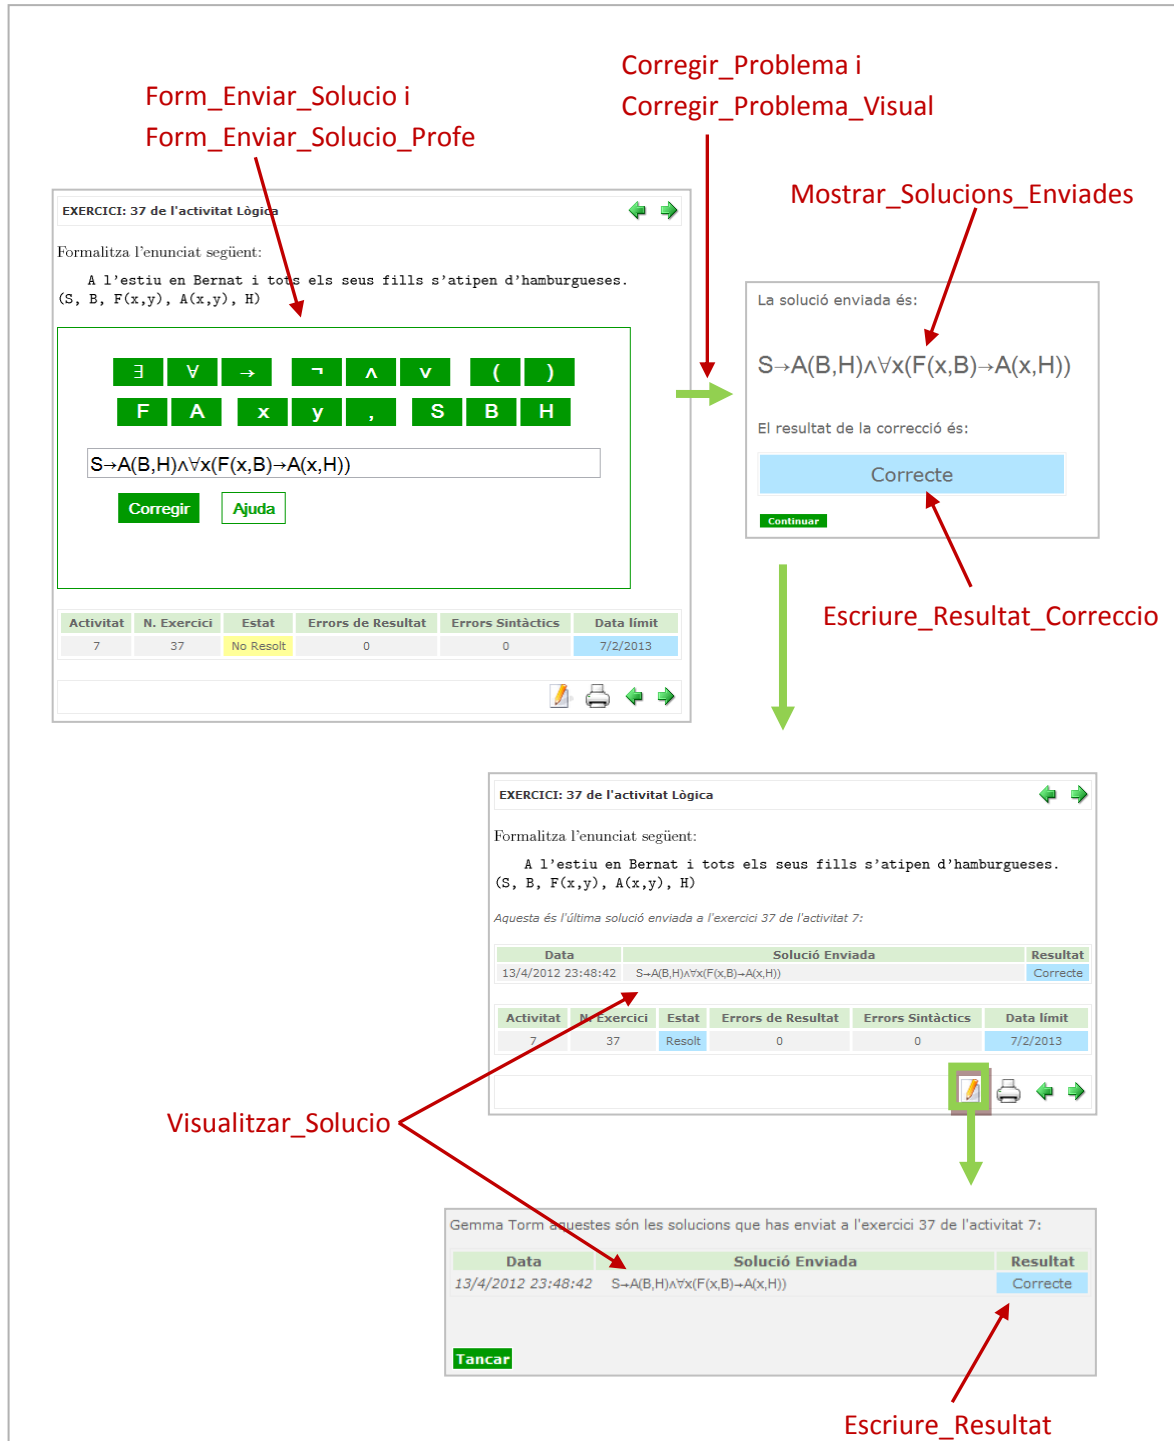 Corregir_Problema i
Corregir_Problema_Visual
Form_Enviar_Solucio i
Form_Enviar_Solucio_Profe
Mostrar_Solucions_Enviades
EXERCICI: 37 de l'activitat Lògica
Formalitza l'enunciat següent:
A l'estiu en Bernat i tots els seus fills s'atipen d'hamburgueses.
(S, B, F(x,y), A(x,y), H)
∃ ∀ → ¬ ∧ ∨ ( )
F A x y , S B H
S→A(B,H)∧∀x(F(x,B)→A(x,H))
Corregir Ajuda
Activitat N. Exercici Estat Errors de Resultat Errors Sintàctics Data límit
7 37 No Resolt 0 0 7/2/2013
La solució enviada és:
S→A(B,H)∧∀x(F(x,B)→A(x,H))
El resultat de la correcció és:
Correcte
Continuar
Escriure_Resultat_Correccio
EXERCICI: 37 de l'activitat Lògica
Formalitza l'enunciat següent:
A l'estiu en Bernat i tots els seus fills s'atipen d'hamburgueses.
(S, B, F(x,y), A(x,y), H)
Aquesta és l'última solució enviada a l'exercici 37 de l'activitat 7:
Data Solució Enviada Resultat
13/4/2012 23:48:42 S→A(B,H)∧∀x(F(x,B)→A(x,H)) Correcte
Activitat N. Exercici Estat Errors de Resultat Errors Sintàctics Data límit
7 37 Resolt 0 0 7/2/2013
Visualitzar_Solucio
Gemma Torm aquestes són les solucions que has enviat a l'exercici 37 de l'activitat 7:
Data Solució Enviada Resultat
13/4/2012 23:48:42 S→A(B,H)∧∀x(F(x,B)→A(x,H)) Correcte
Tancar
Escriure_Resultat